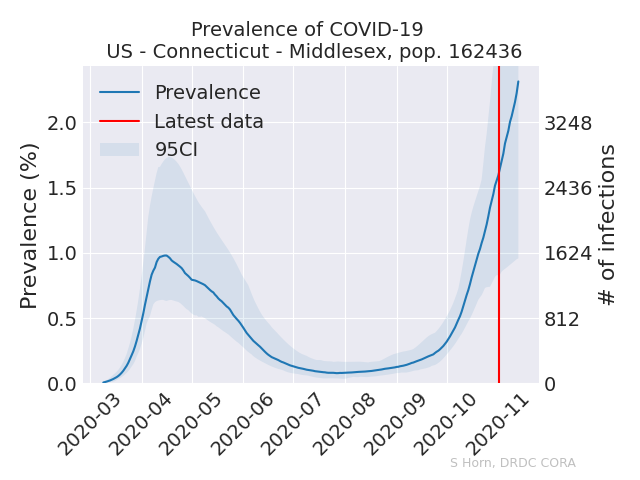 Prevalence of COVID-19
US - Connecticut - Middlesex, pop. 162436
Prevalence
Latest data
95CI
Prevalence (%)
2.0
1.5
1.0
0.5
0.0
3248
2436
1624
812
0
# of infections
2020-03
2020-04
2020-05
2020-06
2020-07
2020-08
2020-09
2020-10
2020-11
S Horn, DRDC CORA